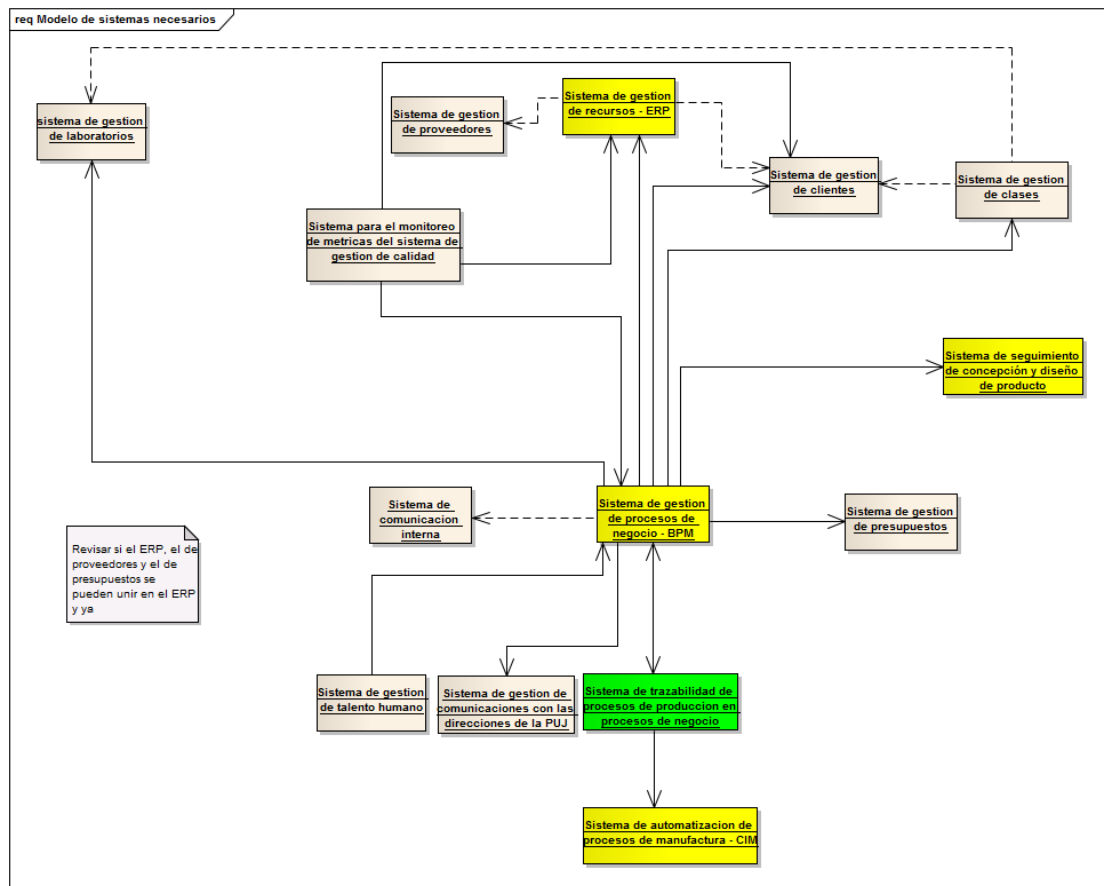 req Modelo de sistemas necesarios
sistema de gestion
de laboratorios
Sistema de gestion
de proveedores
Sistema de gestion
de recursos - ERP
Sistema de gestion
de clientes
Sistema de gestion
de clases
Sistema para el monitoreo
de metricas del sistema de
gestion de calidad
Sistema de seguimiento
de concepción y diseño
de producto
Sistema de
comunicacion
interna
Sistema de gestion
de procesos de
negocio - BPM
Sistema de gestion
de presupuestos
Revisar si el ERP, el de
proveedores y el de
presupuestos se
pueden unir en el ERP
y ya
Sistema de gestion
de talento humano
Sistema de gestion de
comunicaciones con las
direcciones de la PUJ
Sistema de trazabilidad de
procesos de produccion en
procesos de negocio
Sistema de automatizacion de
procesos de manufactura - CIM